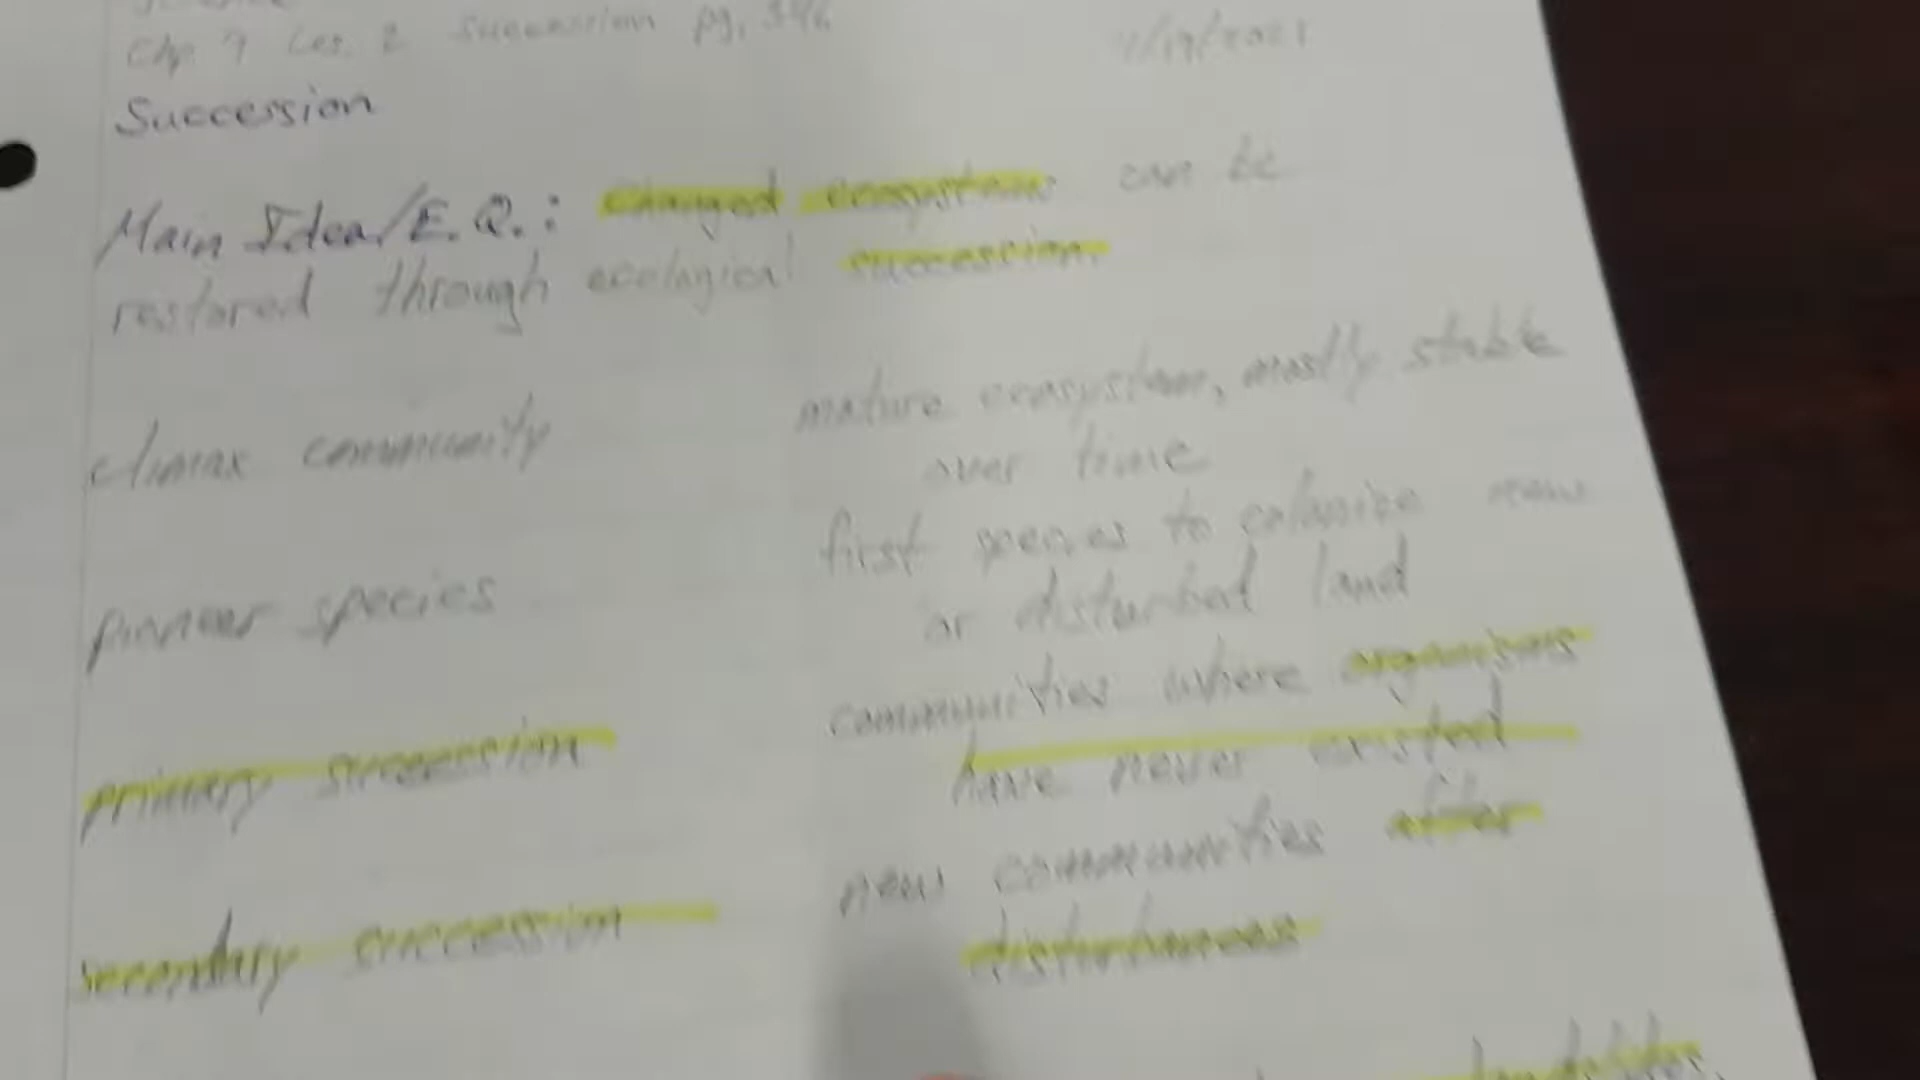 Chp 9 Les. 2 Succession pg. 346
Succession
Main Idea/E.Q.: Changed ecosystems can be
restored through ecological succession.
climax community
mature ecosystem, mostly stable
over time
pioneer species
first species to colonize new
or disturbed land
primary succession
communities where organisms
have never existed
secondary succession
new communities after
disturbances